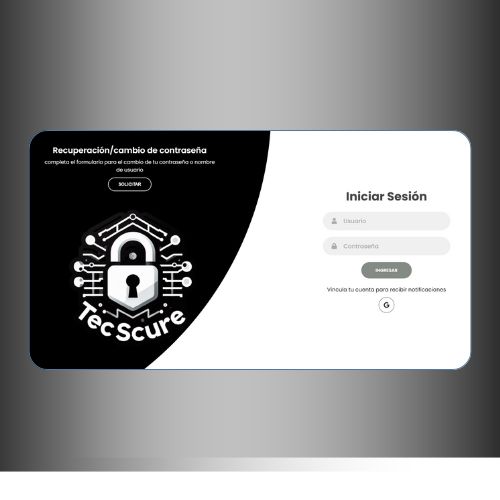 Recuperación/cambio de contraseña
completa el formulario para el cambio de tu contraseña o nombre
de usuario
SOLICITAR
TecScure
Iniciar Sesión
Usuario
Contraseña
INGRESAR
Vincula tu cuenta para recibir notificaciones
G